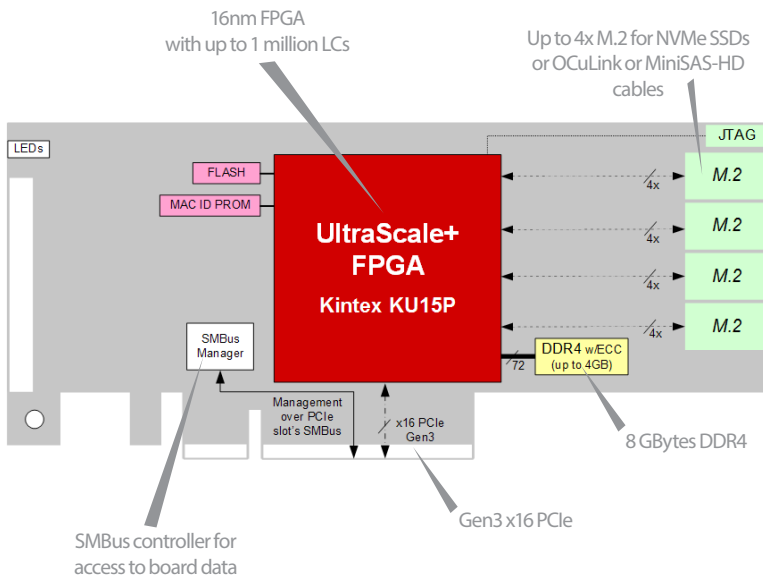 16nm FPGA
with up to 1 million LCs
Up to 4x M.2 for NVMe SSDs
or OCuLink or MiniSAS-HD
cables
JTAG
LEDs
FLASH
MAC ID PROM
UltraScale+
FPGA
Kintex KU15P
4x
M.2
4x
M.2
4x
M.2
4x
M.2
SMBus
Manager
72
DDR4 w/ECC
(up to 4GB)
Management
over PCIe
slot's SMBus
x16 PCIe
Gen3
8 GBytes DDR4
Gen3 x16 PCIe
SMBus controller for
access to board data